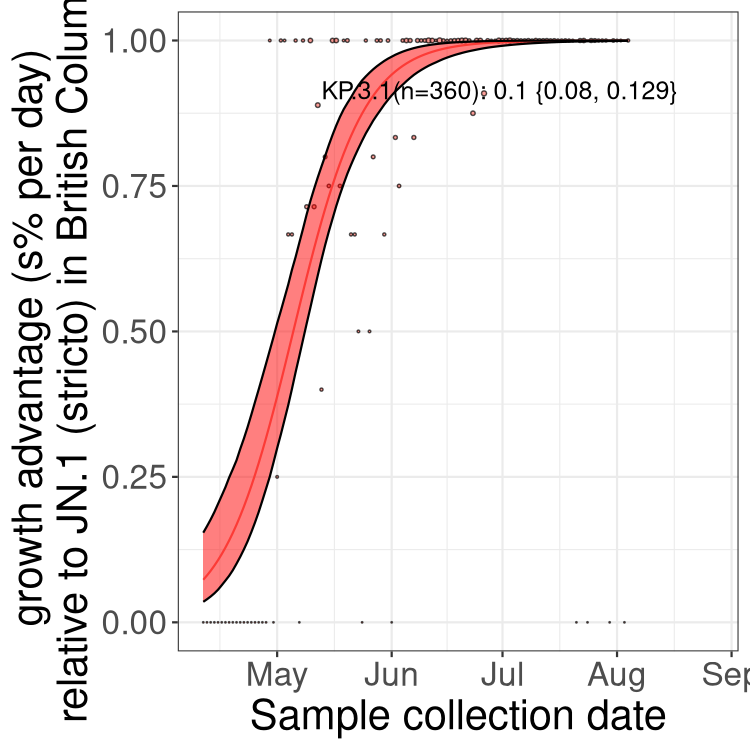 growth advantage (s% per day)
relative to JN.1 (stricto) in British Colum
1.00
0.75
0.50
0.25
0.00
KP.3.1(n=360): 0.1 {0.08, 0.129}
May Jun Jul Aug Sep
Sample collection date